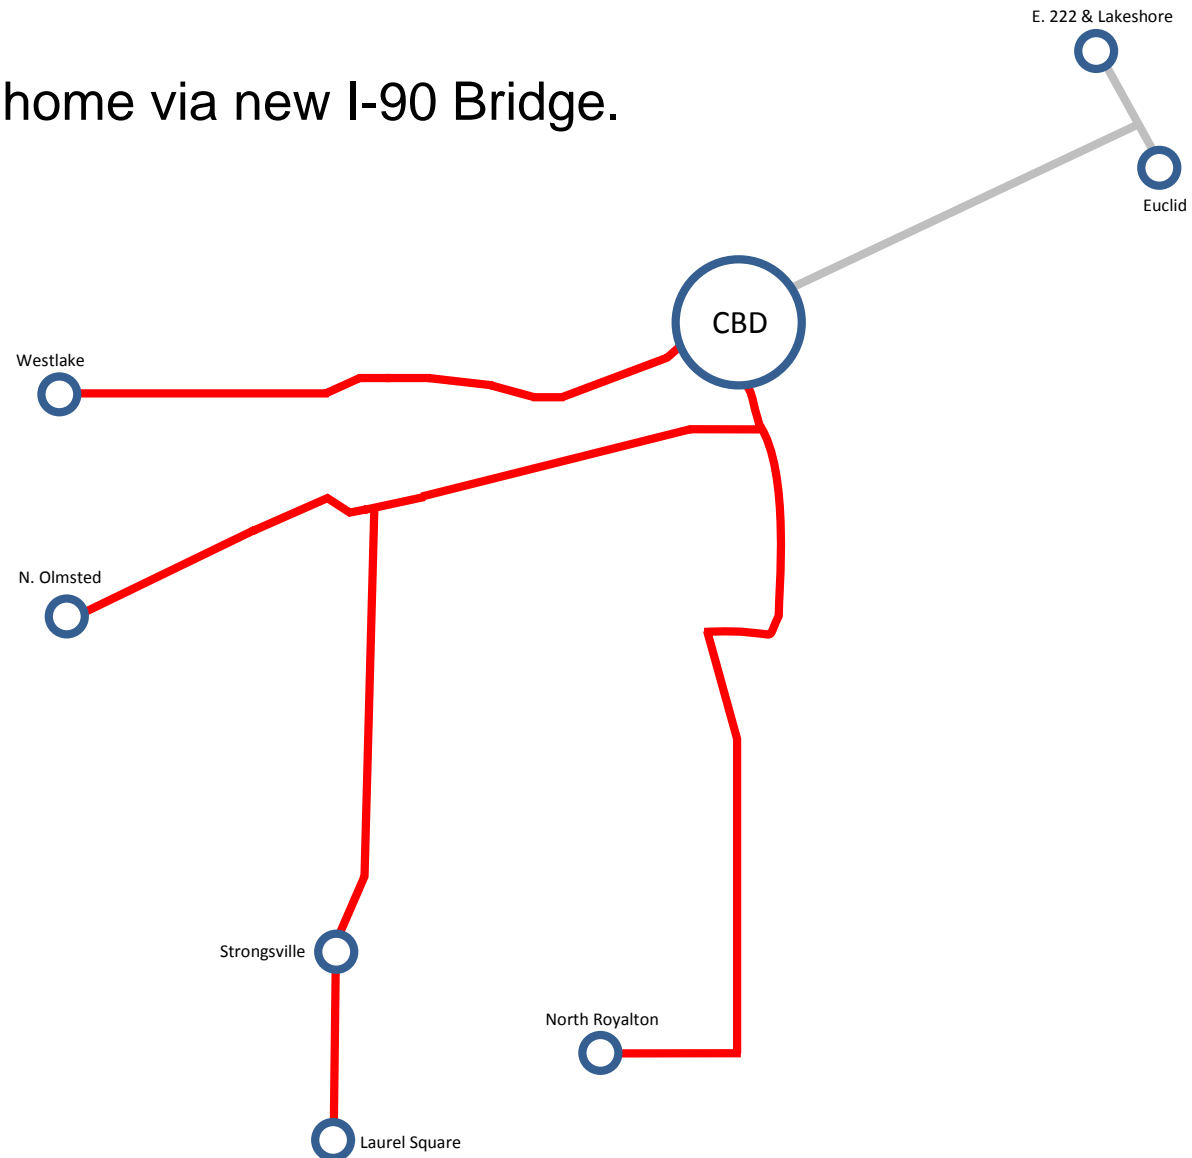 E. 222 & Lakeshore
home via new I-90 Bridge.
Euclid
CBD
Westlake
N. Olmsted
Strongsville
North Royalton
Laurel Square